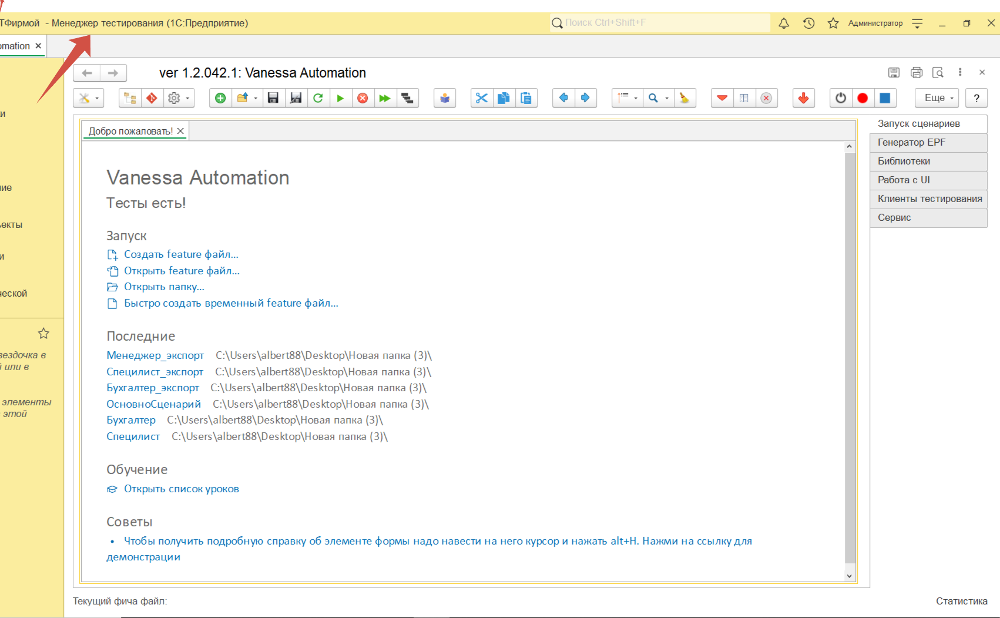 ТФирмой - Менеджер тестирования (1С:Предприятие)
Поиск Ctrl+Shift+F
Администратор
omation
ver 1.2.042.1: Vanessa Automation
Еще
?
Добро пожаловать!
Vanessa Automation
Тесты есть!
Запуск
Создать feature файл...
Открыть feature файл...
Открыть папку...
Быстро создать временный feature файл...
Последние
Менеджер_экспорт C:\Users\albert88\Desktop\Новая папка (3)\
Специлист_экспорт C:\Users\albert88\Desktop\Новая папка (3)\
Бухгалтер_экспорт C:\Users\albert88\Desktop\Новая папка (3)\
ОсновноСценарий C:\Users\albert88\Desktop\Новая папка (3)\
Бухгалтер C:\Users\albert88\Desktop\Новая папка (3)\
Специлист C:\Users\albert88\Desktop\Новая папка (3)\
Обучение
Открыть список уроков
Советы
• Чтобы получить подробную справку об элементе формы надо навести на него курсор и нажать alt+H. Нажми на ссылку для
демонстрации
Запуск сценариев
Генератор EPF
Библиотеки
Работа с UI
Клиенты тестирования
Сервис
и
ие
екты
и
ческой
вездочка в
й или в
элементы
этой
Текущий фича файл:
Статистика